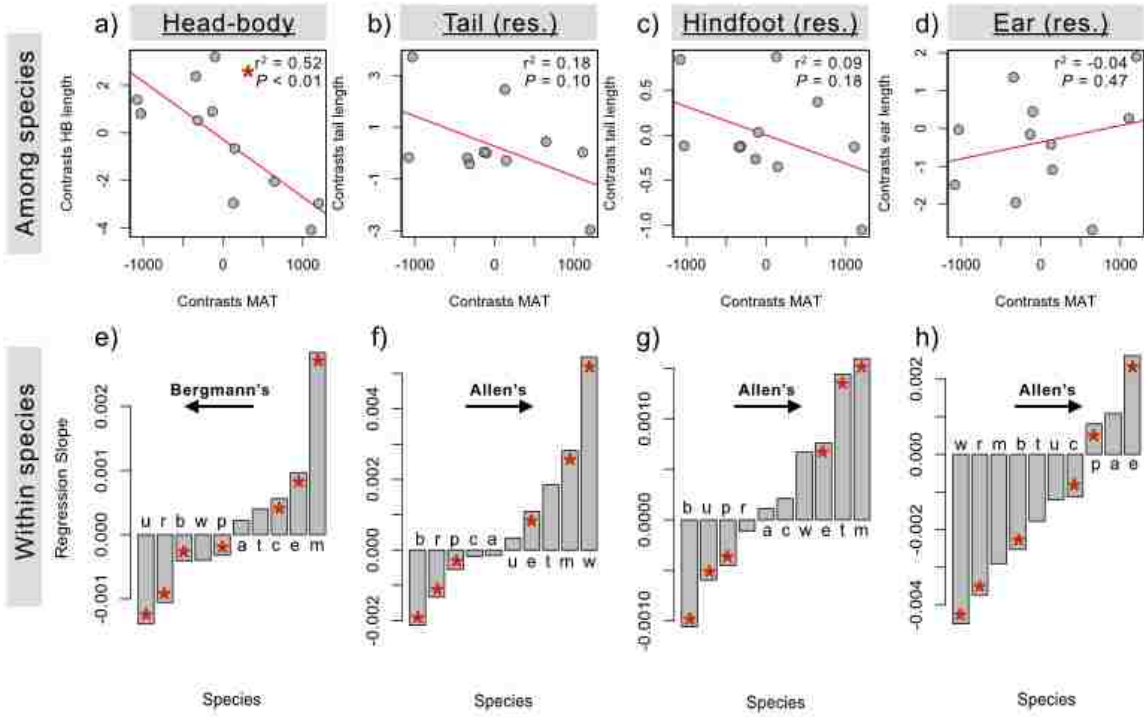 a) Head-body
b) Tail (res.)
c) Hindfoot (res.)
d) Ear (res.)
Among species
Contrasts HB length
2
0
-2
-4
r² = 0.52
P < 0.01
-1000 0 1000
Contrasts MAT
Contrasts tail length
3
1
-1
-3
r² = 0.18
P = 0.10
-1000 0 1000
Contrasts MAT
Contrasts tail length
0.5
0.0
-0.5
-1.0
r² = 0.09
P = 0.18
-1000 0 1000
Contrasts MAT
Contrasts ear length
2
0
-2
r² = -0.04
P = 0.47
-1000 0 1000
Contrasts MAT
Within species
e)
Regression Slope
0.002
0.001
0.000
-0.001
Bergmann's
u r b w p a t c e m
Species
f)
0.004
0.002
0.000
-0.002
Allen's
b r p c a u e t m w
Species
g)
0.0010
0.0000
-0.0010
Allen's
b u p r a c w e t m
Species
h)
0.002
0.000
-0.002
-0.004
Allen's
w r m b t u c p a e
Species